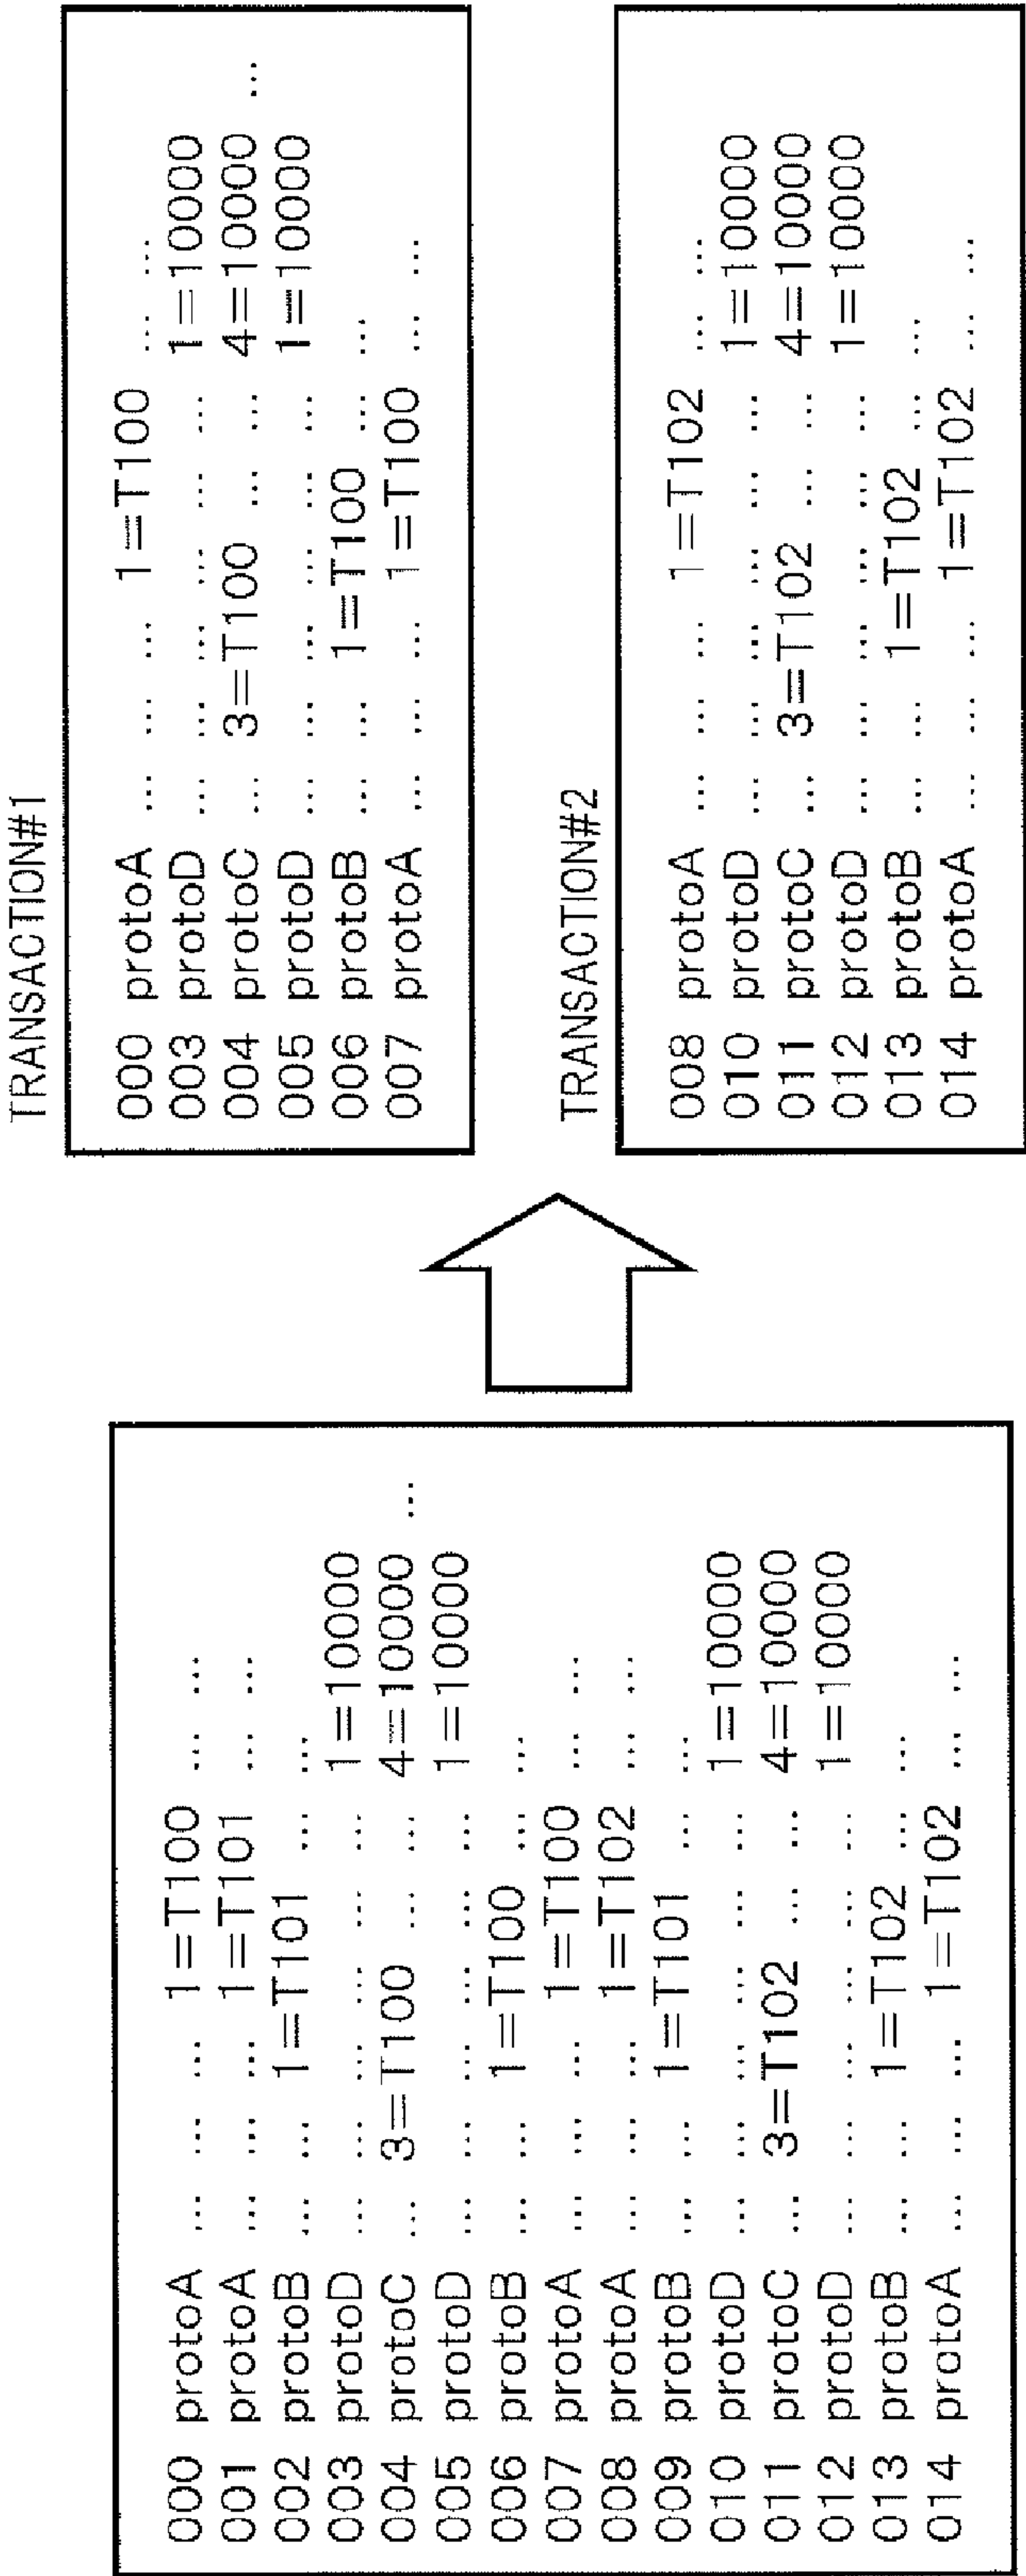 000 protoA ... ... ... 1=T100 ... ...
001 protoA ... ... ... 1=T101 ... ...
002 protoB ... ... 1=T101 ... ...
003 protoD ... ... ... ... ... 1=10000
004 protoC ... 3=T100 ... ... 4=10000 ...
005 protoD ... ... ... ... ... 1=10000
006 protoB ... ... 1=T100 ... ...
007 protoA ... ... ... 1=T100 ... ...
008 protoA ... ... ... 1=T102 ... ...
009 protoB ... ... 1=T101 ... ...
010 protoD ... ... ... ... ... 1=10000
011 protoC ... 3=T102 ... ... 4=10000
012 protoD ... ... ... ... ... 1=10000
013 protoB ... ... 1=T102 ... ...
014 protoA ... ... ... 1=T102 ... ...
TRANSACTION#1
000 protoA ... ... ... 1=T100 ... ...
003 protoD ... ... ... ... ... 1=10000
004 protoC ... 3=T100 ... ... 4=10000 ...
005 protoD ... ... ... ... ... 1=10000
006 protoB ... ... 1=T100 ... ...
007 protoA ... ... ... 1=T100 ... ...
TRANSACTION#2
008 protoA ... ... ... 1=T102 ... ...
010 protoD ... ... ... ... ... 1=10000
011 protoC ... 3=T102 ... ... 4=10000
012 protoD ... ... ... ... ... 1=10000
013 protoB ... ... 1=T102 ... ...
014 protoA ... ... ... 1=T102 ... ...